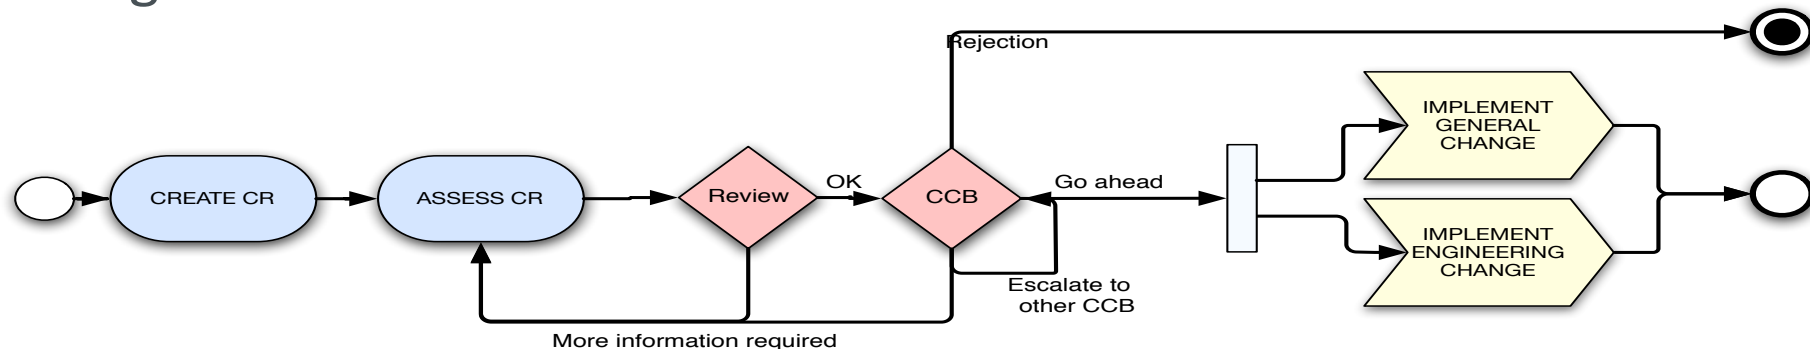 Rejection
IMPLEMENT
GENERAL
CHANGE
CREATE CR
ASSESS CR
Review
OK
CCB
Go ahead
IMPLEMENT
ENGINEERING
CHANGE
Escalate to
other CCB
More information required